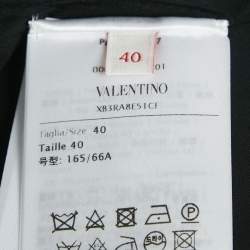 40
VALENTINO
XB3RA8E51CF
Taglia/Size 40
Taille 40
号型: 165/66A